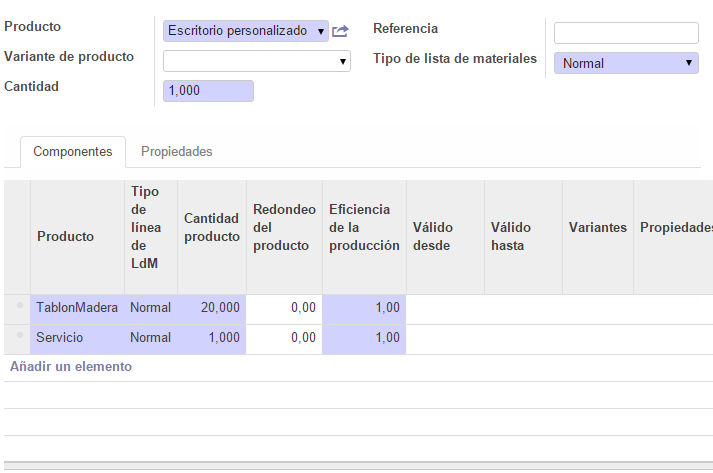 Producto
Escritorio personalizado
Referencia
Variante de producto
Tipo de lista de materiales
Normal
Cantidad
1,000
Componentes
Propiedades
Producto
Tipo
de
línea
de
LdM
Cantidad
producto
Redondeo
del
producto
Eficiencia
de la
producción
Válido
desde
Válido
hasta
Variantes
Propiedades
TablonMadera Normal 20,000 0,00 1,00
Servicio Normal 1,000 0,00 1,00
Añadir un elemento